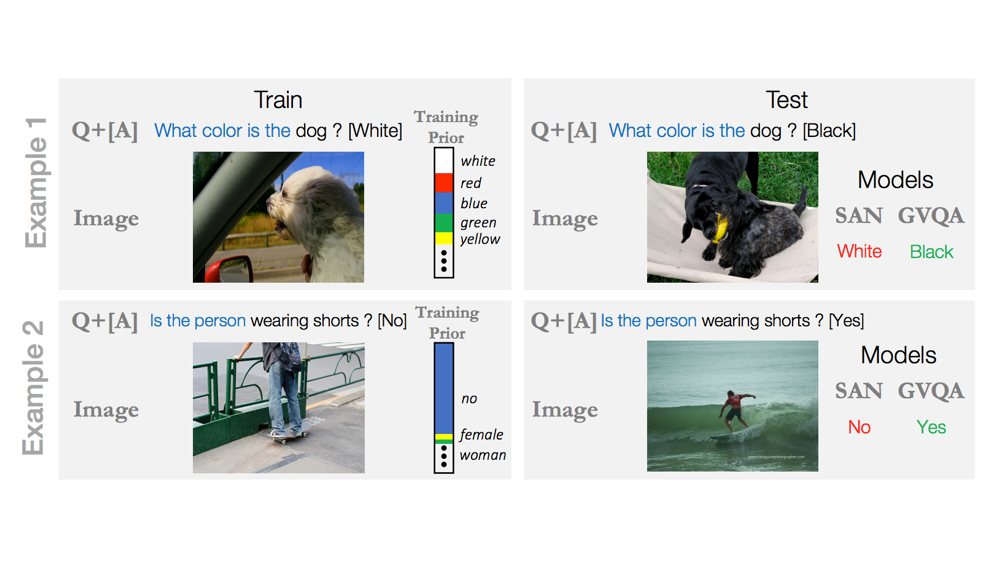 Example 1
Train
Q+[A] What color is the dog ? [White]
Training
Prior
white
red
blue
green
yellow
Image
Test
Q+[A] What color is the dog ? [Black]
Image
Models
SAN GVQA
White Black
Example 2
Q+[A] Is the person wearing shorts ? [No]
Training
Prior
no
female
woman
Image
Q+[A] Is the person wearing shorts ? [Yes]
Image
Models
SAN GVQA
No Yes